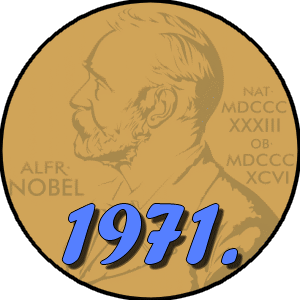 NAT
MDCCC
XXXIII
OB
MDCCC
XCVI
ALFR-
NOBEL
1971.